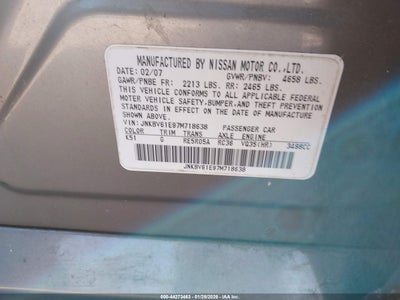 MANUFACTURED BY NISSAN MOTOR CO.,LTD.
DATE: 02/07 GVWR/PNBV: 4658 LBS.
GAWR/PNBE FR: 2213 LBS. RR: 2465 LBS.
THIS VEHICLE CONFORMS TO ALL APPLICABLE FEDERAL
MOTOR VEHICLE SAFETY,BUMPER,AND THEFT PREVENTION
STANDARDS IN EFFECT ON THE DATE OF MANUFACTURE
SHOWN ABOVE.
VIN: JNKBV61E97M718638 PASSENGER CAR
COLOR TRIM TRANS AXLE ENGINE
K51 G RE5R05A RC36 VQ35(HR) 3498CC
JNKBV61E97M718638
000-44273463 - 01/28/2026 - IAA Inc.